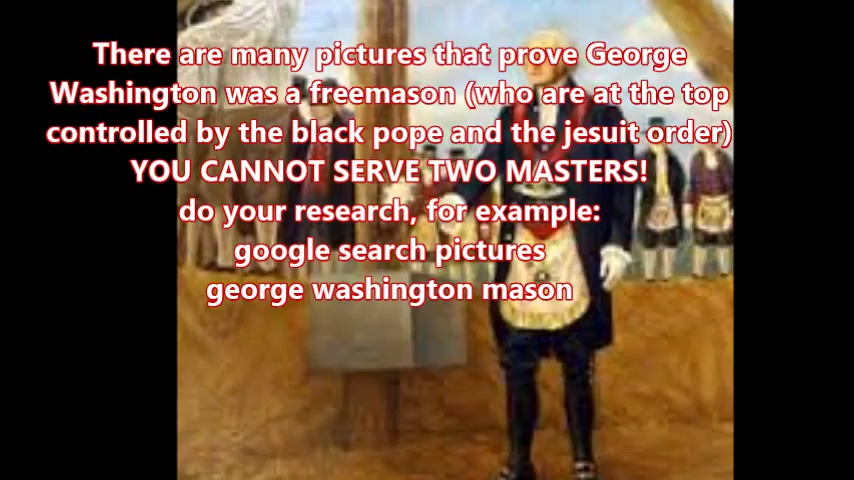 There are many pictures that prove George
Washington was a freemason (who are at the top
controlled by the black pope and the jesuit order)
YOU CANNOT SERVE TWO MASTERS!
do your research, for example:
google search pictures
george washington mason